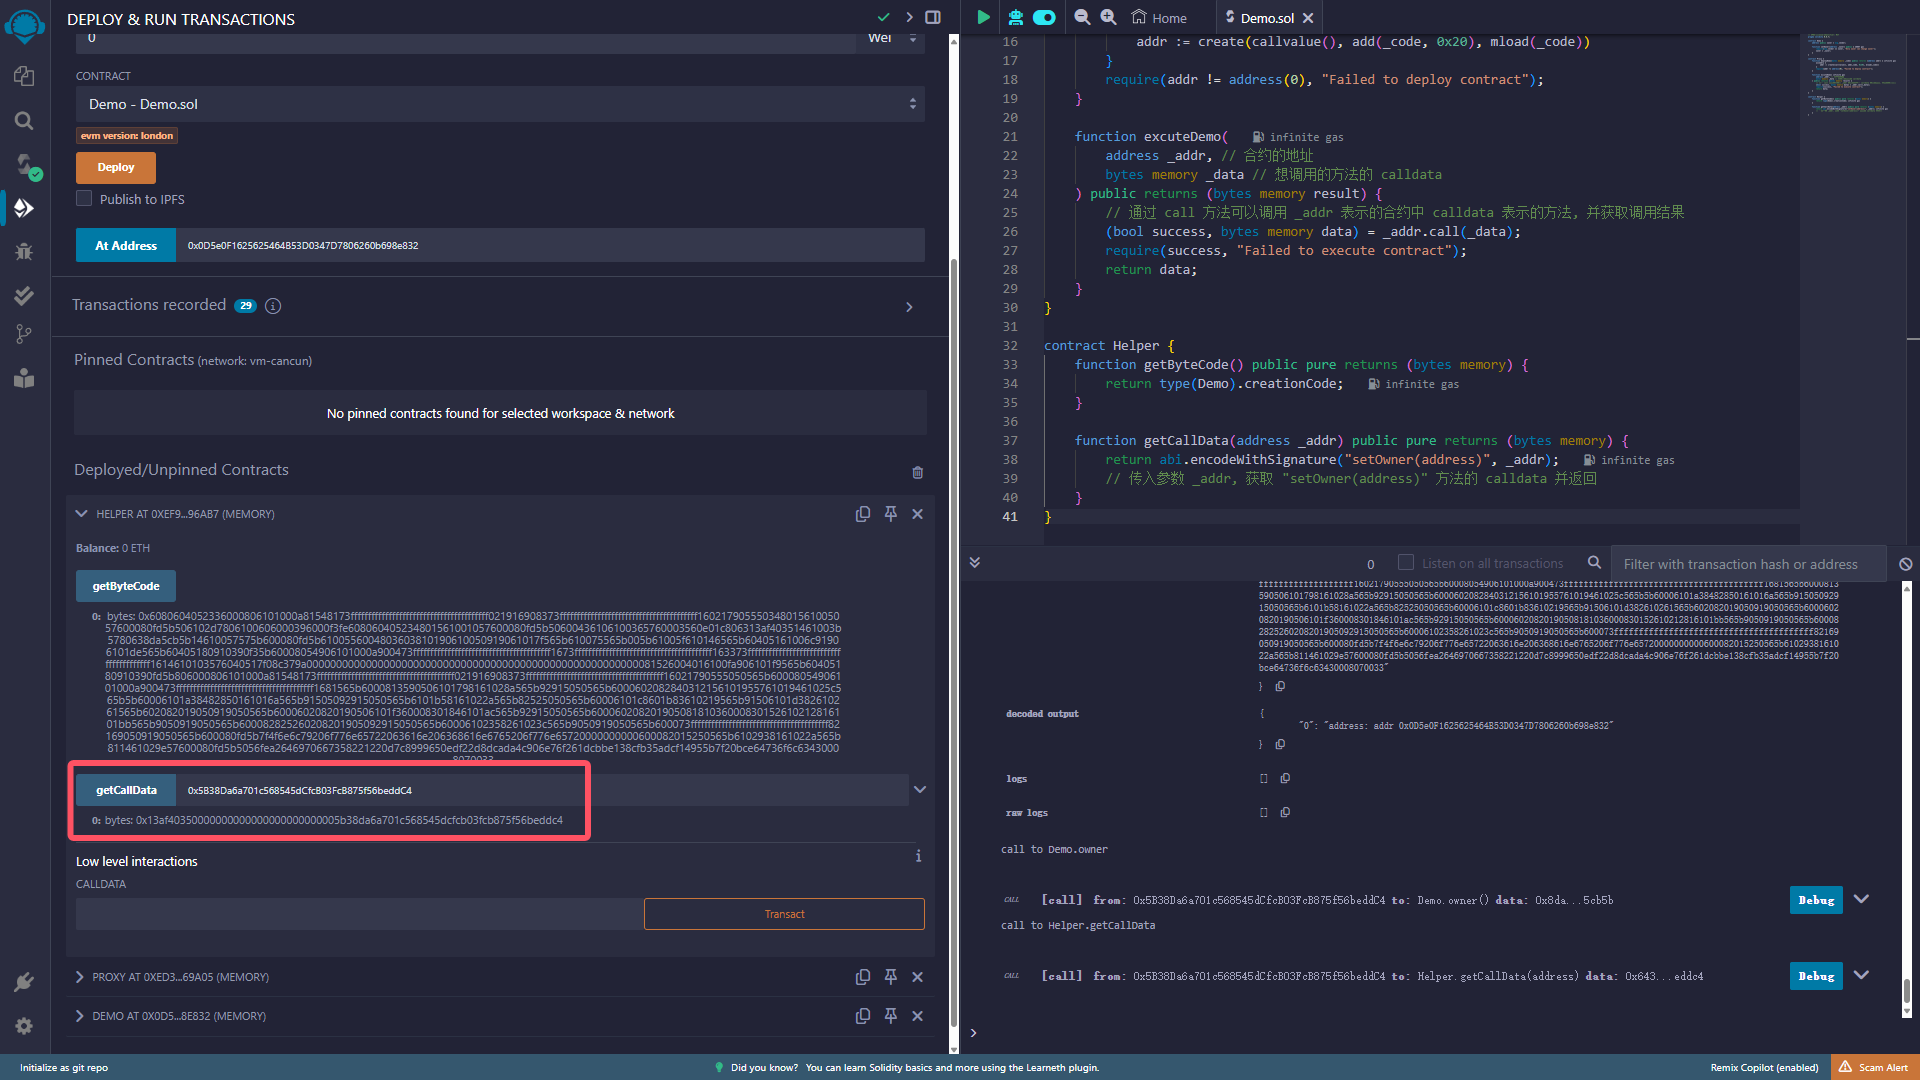 DEPLOY & RUN TRANSACTIONS
0
Wei
CONTRACT
Demo - Demo.sol
evm version: london
Deploy
Publish to IPFS
At Address
0x0D5e0F1625625464B53D0347D7806260b698e832
Transactions recorded 29
Pinned Contracts (network: vm-cancun)
No pinned contracts found for selected workspace & network
Deployed/Unpinned Contracts
HELPER AT 0XEF9...96AB7 (MEMORY)
Balance: 0 ETH
getByteCode
getCallData
0x5B38Da6a701c568545dCfcB03FcB875f56beddC4
0: bytes: 0x13af40350000000000000000000000005b38da6a701c568545dcfcb03fcb875f56beddc4
Low level interactions
CALLDATA
Transact
PROXY AT 0XED3...69A05 (MEMORY)
DEMO AT 0X0D5...8E832 (MEMORY)
Home
Demo.sol
16 addr := create(callvalue(), add(_code, 0x20), mload(_code))
17 }
18 require(addr != address(0), "Failed to deploy contract");
19 }
20
21 function excuteDemo( infinite gas
22 address _addr, // 合约的地址
23 bytes memory _data // 想调用的方法的 calldata
24 ) public returns (bytes memory result) {
25 // 通过 call 方法可以调用 _addr 表示的合约中 calldata 表示的方法, 并获取调用结果
26 (bool success, bytes memory data) = _addr.call(_data);
27 require(success, "Failed to execute contract");
28 return data;
29 }
30 }
31
32 contract Helper {
33 function getByteCode() public pure returns (bytes memory) {
34 return type(Demo).creationCode; infinite gas
35 }
36
37 function getCallData(address _addr) public pure returns (bytes memory) {
38 return abi.encodeWithSignature("setOwner(address)", _addr); infinite gas
39 // 传入参数 _addr, 获取 "setOwner(address)" 方法的 calldata 并返回
40 }
41 }
0
Listen on all transactions
Filter with transaction hash or address
}
decoded output
{
"0": "address: addr 0x0D5e0F1625625464B53D0347D7806260b698e832"
}
logs
[]
raw logs
[]
call to Demo.owner
CALL [call] from: 0x5B38Da6a701c568545dCfcB03FcB875f56beddC4 to: Demo.owner() data: 0x8da...5cb5b
Debug
call to Helper.getCallData
CALL [call] from: 0x5B38Da6a701c568545dCfcB03FcB875f56beddC4 to: Helper.getCallData(address) data: 0x643...eddc4
Debug
>
Initialize as git repo
Did you know? You can learn Solidity basics and more using the Learneth plugin.
Remix Copilot (enabled)
Scam Alert